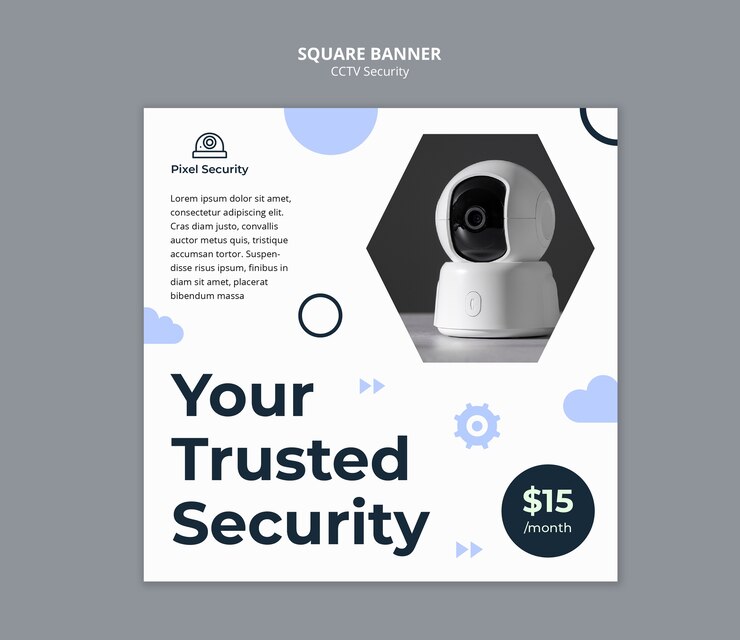 SQUARE BANNER
CCTV Security
Pixel Security
Lorem ipsum dolor sit amet,
consectetur adipiscing elit.
Cras diam justo, convallis
auctor metus quis, tristique
accumsan tortor. Suspen-
disse risus ipsum, finibus in
diam sit amet, placerat
bibendum massa
Your
Trusted
Security
$15
/month